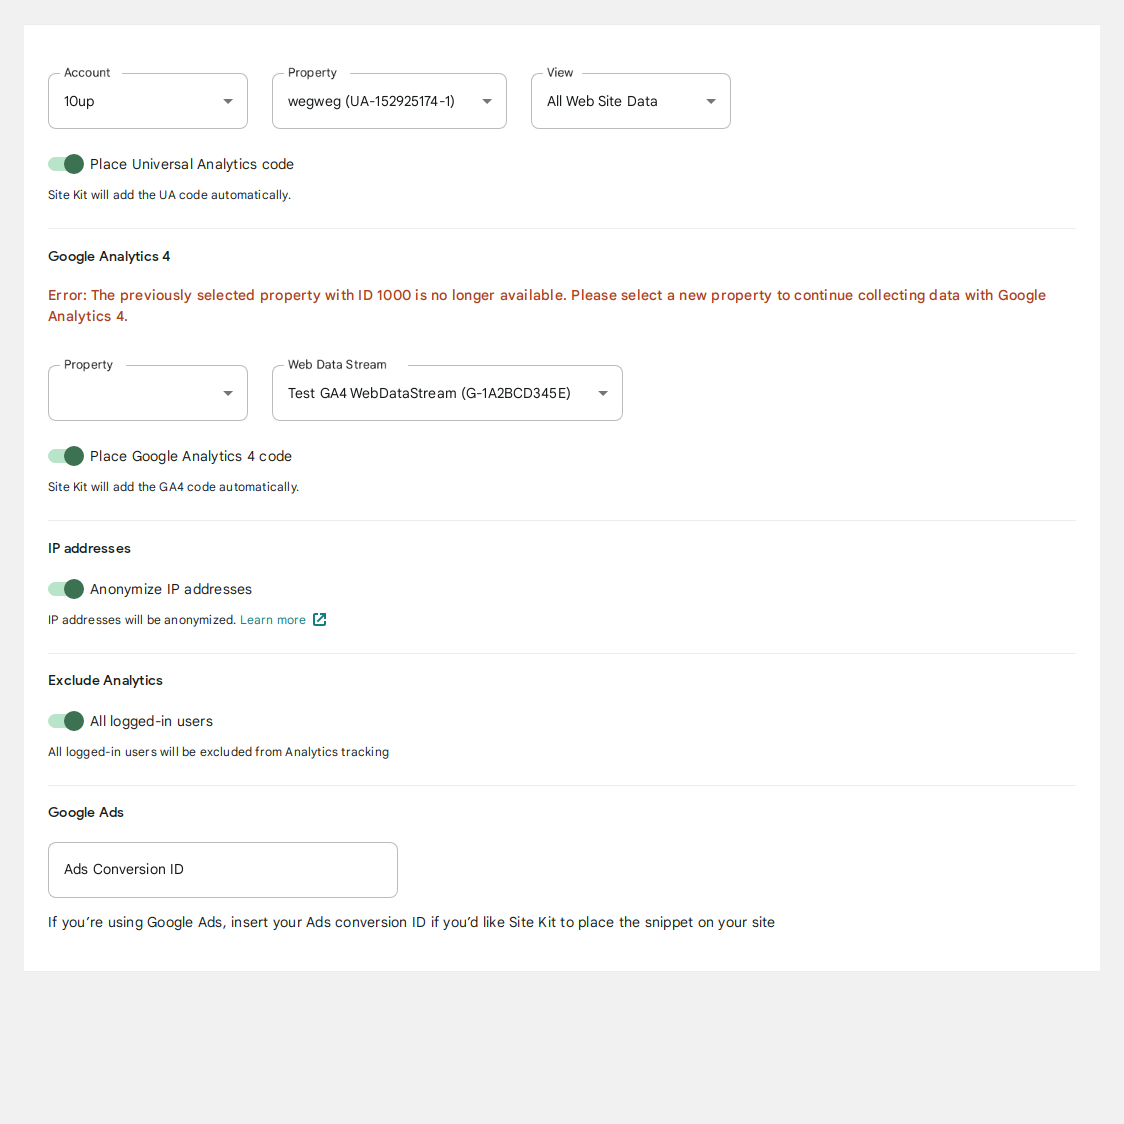 Account
10up
Property
wegweg (UA-152925174-1)
View
All Web Site Data
Place Universal Analytics code
Site Kit will add the UA code automatically.
Google Analytics 4
Error: The previously selected property with ID 1000 is no longer available. Please select a new property to continue collecting data with Google
Analytics 4.
Property
Web Data Stream
Test GA4 WebDataStream (G-1A2BCD345E)
Place Google Analytics 4 code
Site Kit will add the GA4 code automatically.
IP addresses
Anonymize IP addresses
IP addresses will be anonymized. Learn more
Exclude Analytics
All logged-in users
All logged-in users will be excluded from Analytics tracking
Google Ads
Ads Conversion ID
If you’re using Google Ads, insert your Ads conversion ID if you’d like Site Kit to place the snippet on your site